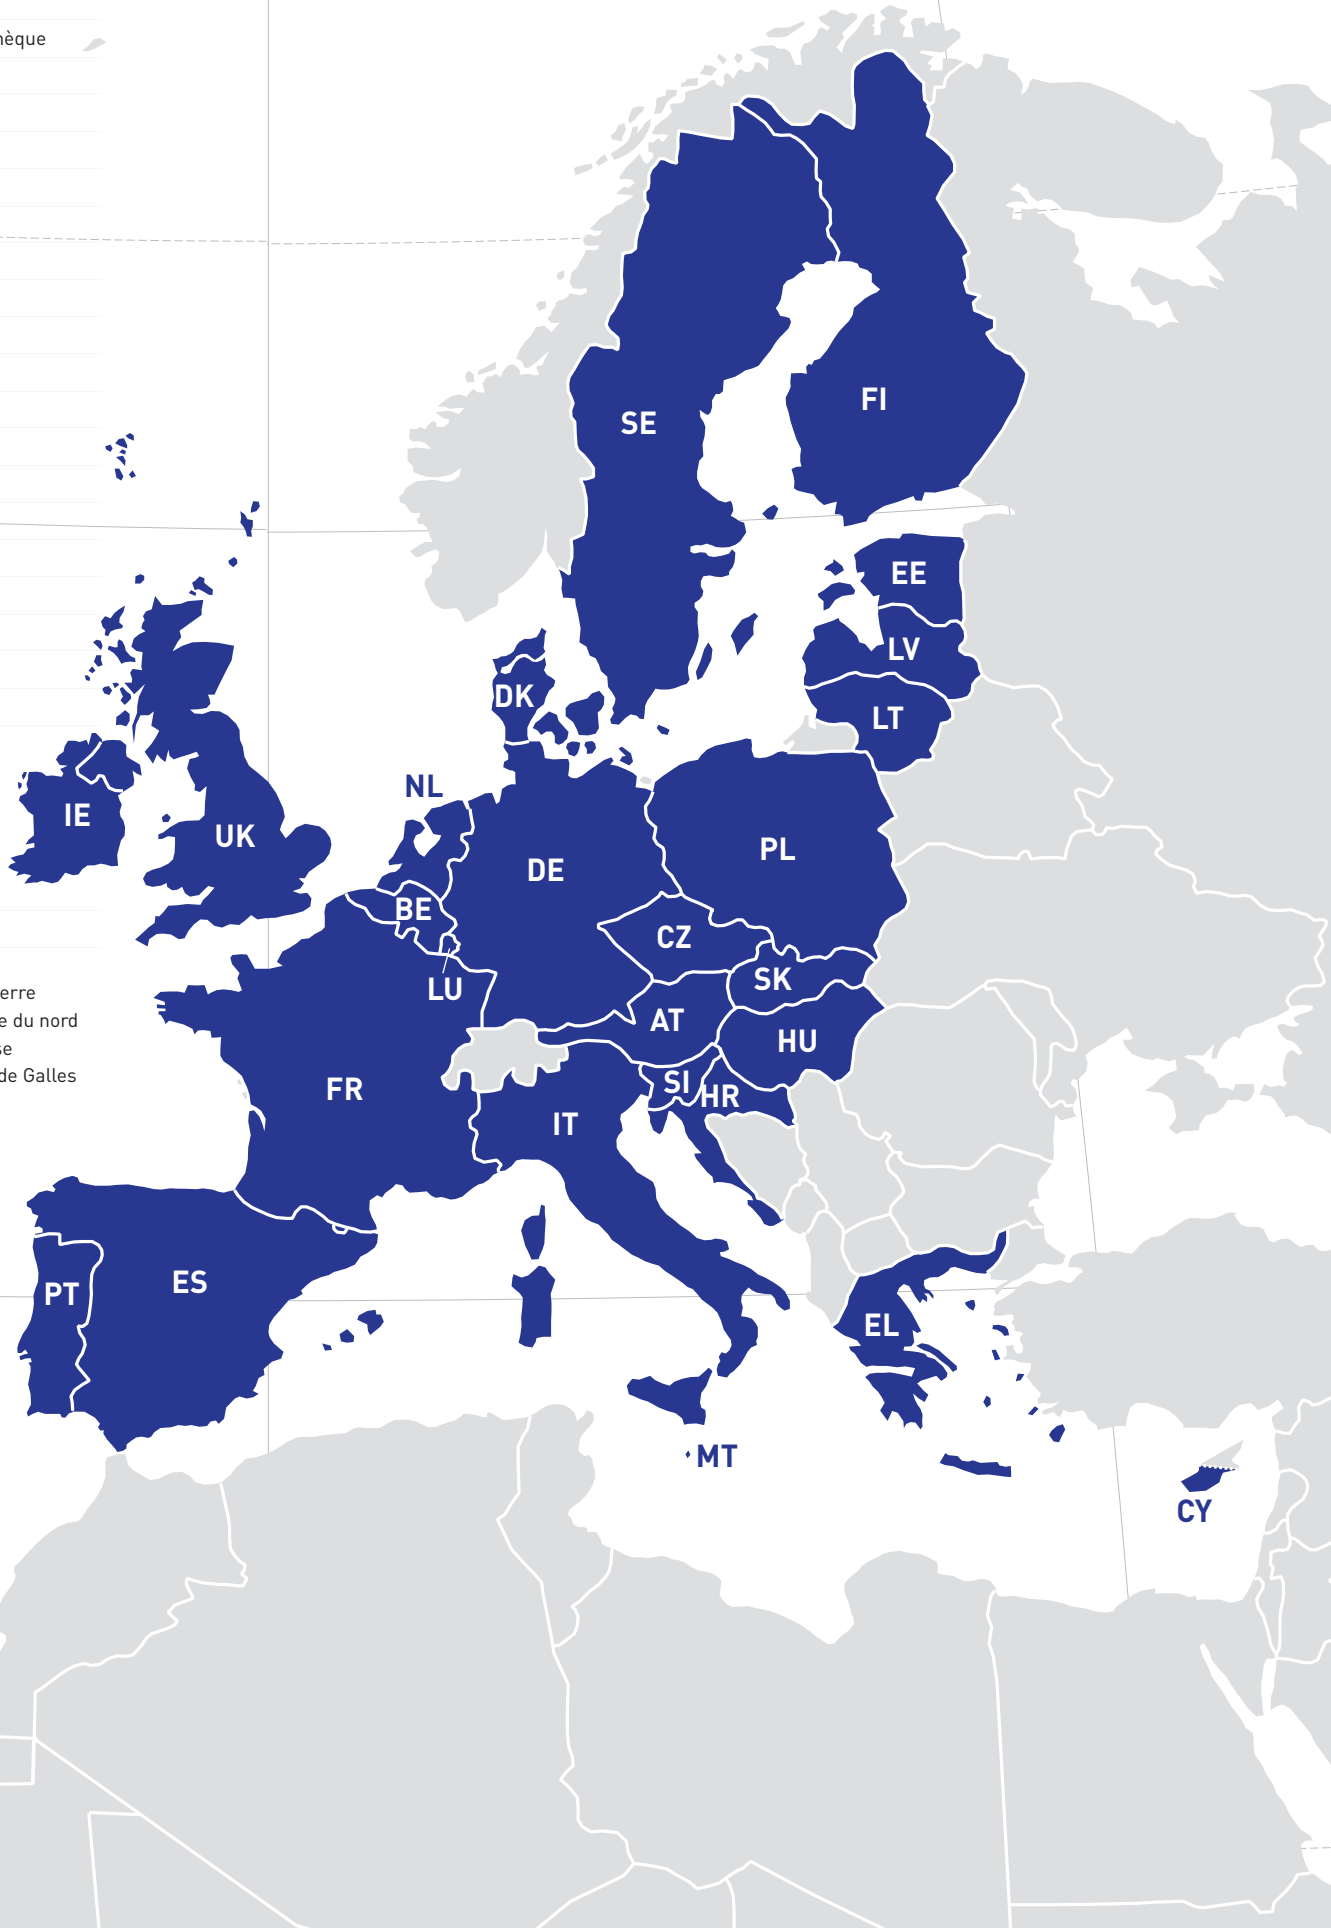 hèque
SE
FI
EE
LV
LT
DK
NL
IE
UK
DE
PL
BE
CZ
LU
SK
AT
HU
erre
e du nord
se
de Galles
FR
SI
HR
IT
PT
ES
EL
MT
CY